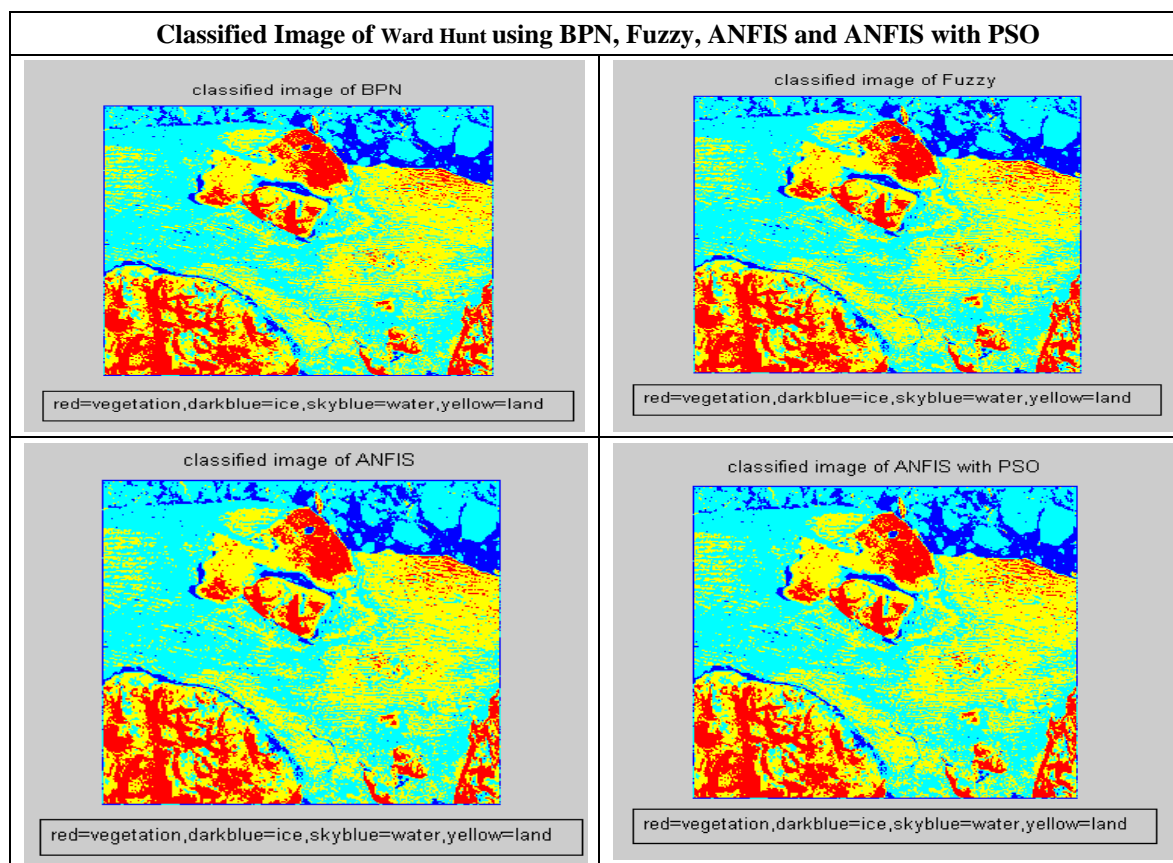 Classified Image of Ward Hunt using BPN, Fuzzy, ANFIS and ANFIS with PSO
classified image of BPN
red=vegetation,darkblue=ice,skyblue=water,yellow=land
classified image of Fuzzy
red=vegetation,darkblue=ice,skyblue=water,yellow=land
classified image of ANFIS
red=vegetation,darkblue=ice,skyblue=water,yellow=land
classified image of ANFIS with PSO
red=vegetation,darkblue=ice,skyblue=water,yellow=land